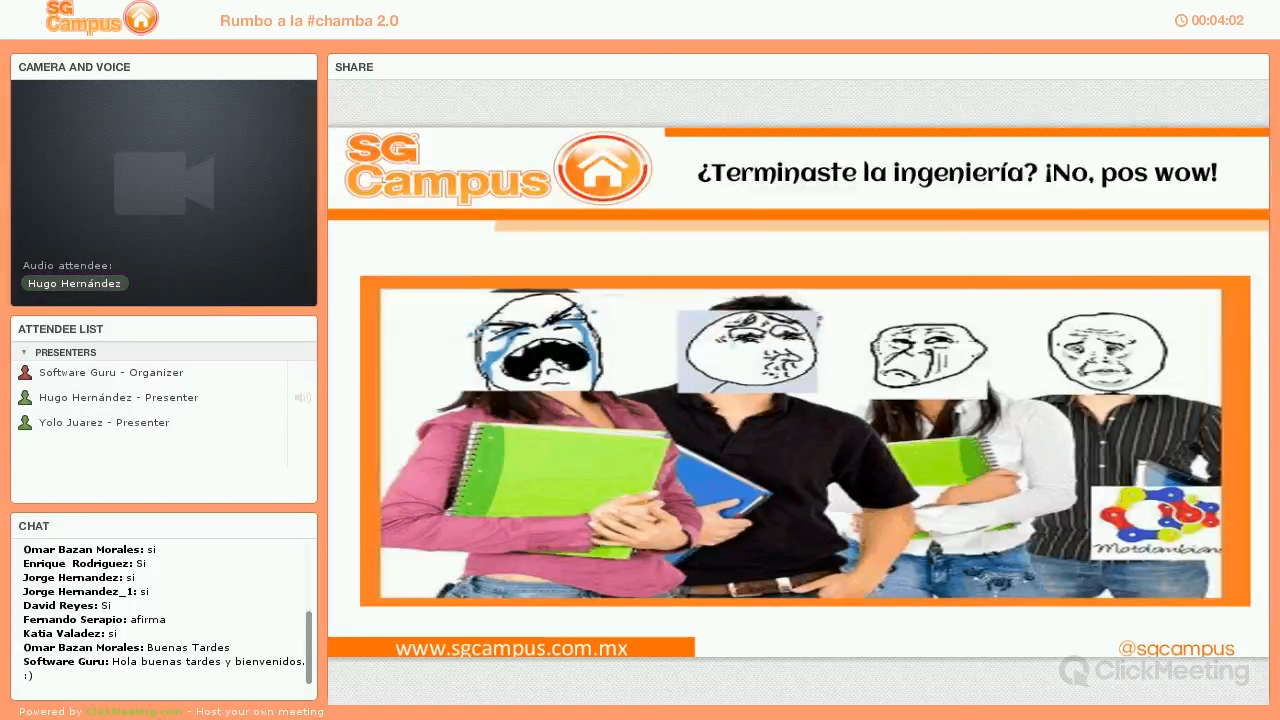 SG
Campus
Rumbo a la #chamba 2.0
00:04:02
CAMERA AND VOICE
Audio attendee:
Hugo Hernández
ATTENDEE LIST
PRESENTERS
Software Guru - Organizer
Hugo Hernández - Presenter
Yolo Juarez - Presenter
CHAT
Omar Bazan Morales: si
Enrique Rodriguez: Si
Jorge Hernandez: si
Jorge Hernandez_1: si
David Reyes: Si
Fernando Serapio: afirma
Katia Valadez: si
Omar Bazan Morales: Buenas Tardes
Software Guru: Hola buenas tardes y bienvenidos.
:)
Powered by ClickMeeting.com - Host your own meeting
SHARE
SG
Campus
¿Terminaste la ingeniería? ¡No, pos wow!
www.sgcampus.com.mx
@sgcampus
ClickMeeting